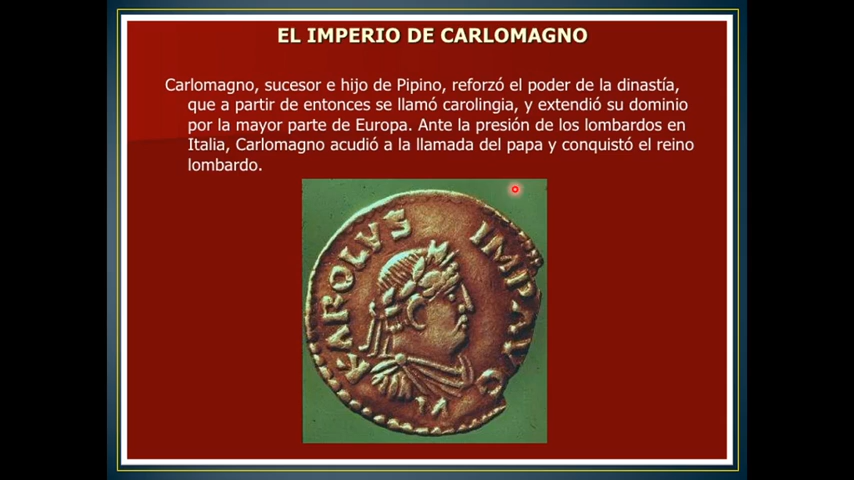 EL IMPERIO DE CARLOMAGNO
Carlomagno, sucesor e hijo de Pipino, reforzó el poder de la dinastía,
que a partir de entonces se llamó carolingia, y extendió su dominio
por la mayor parte de Europa. Ante la presión de los lombardos en
Italia, Carlomagno acudió a la llamada del papa y conquistó el reino
lombardo.
KAROLVS IMP AVG
M